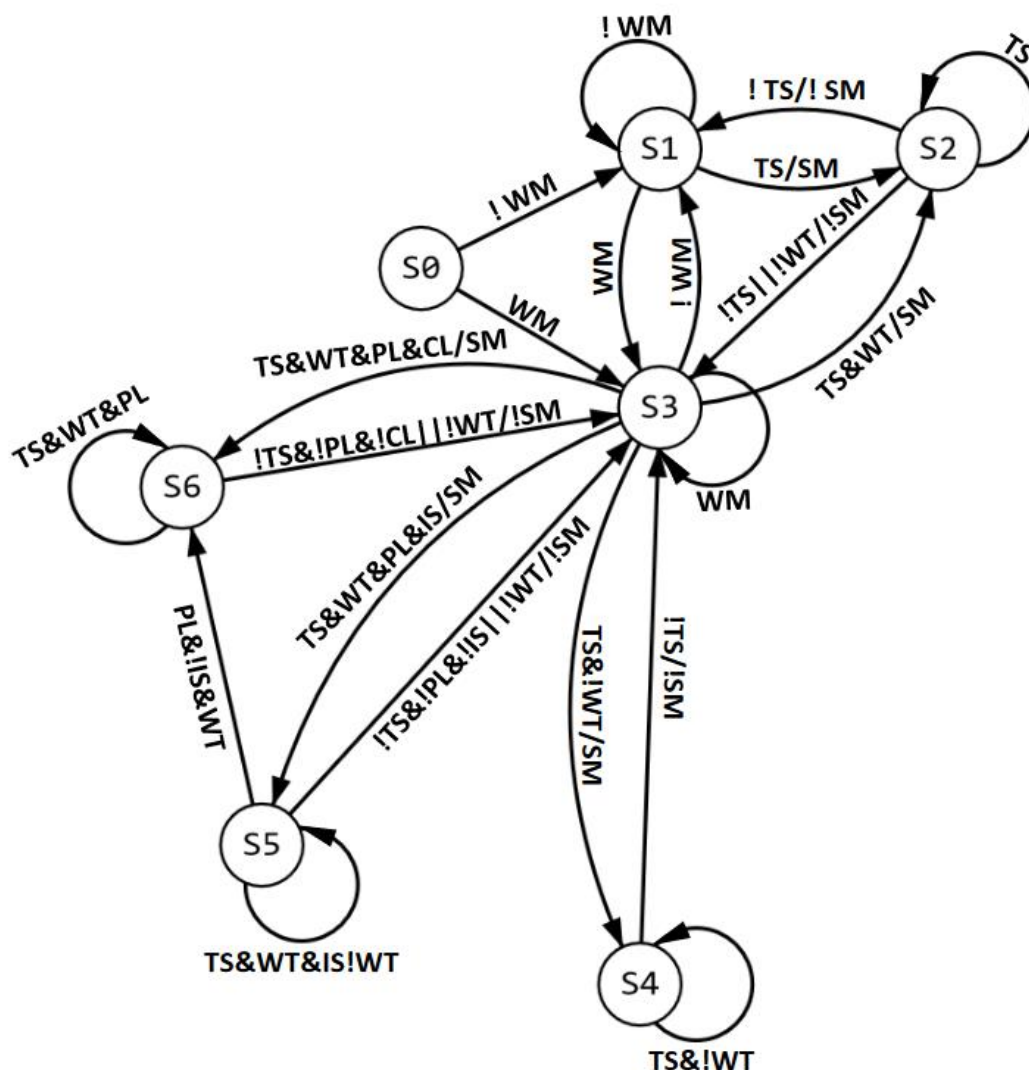 ! WM
TS
! TS/! SM
S1
S2
TS/SM
! WM
S0
WM
WM !
!TS||!WT/!SM
WM
TS&WT/SM
TS&WT&PL&CL/SM
S3
TS&WT&PL
!TS&!PL&!CL||!WT/!SM
S6
WM
TS&WT&PL&IS/SM
!TS&!PL&!IS||!WT/!SM
PL&!IS&WT
TS&!WT/SM
!TS/!SM
S5
TS&WT&IS!WT
S4
TS&!WT